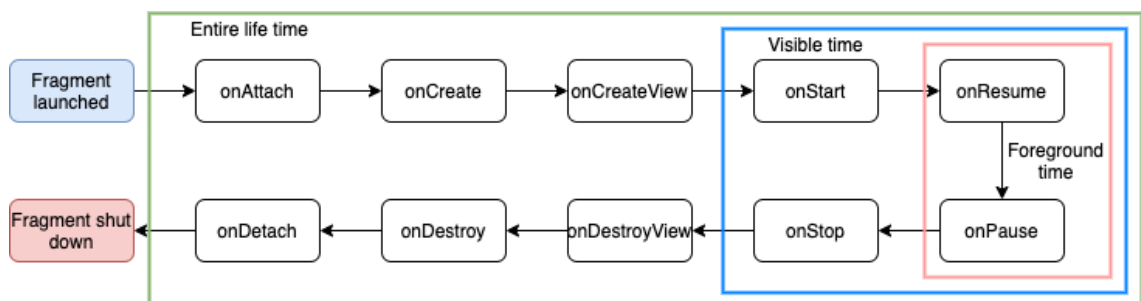 Entire life time
Visible time
Fragment
launched
onAttach
onCreate
onCreateView
onStart
onResume
Foreground
time
Fragment shut
down
onDetach
onDestroy
onDestroyView
onStop
onPause